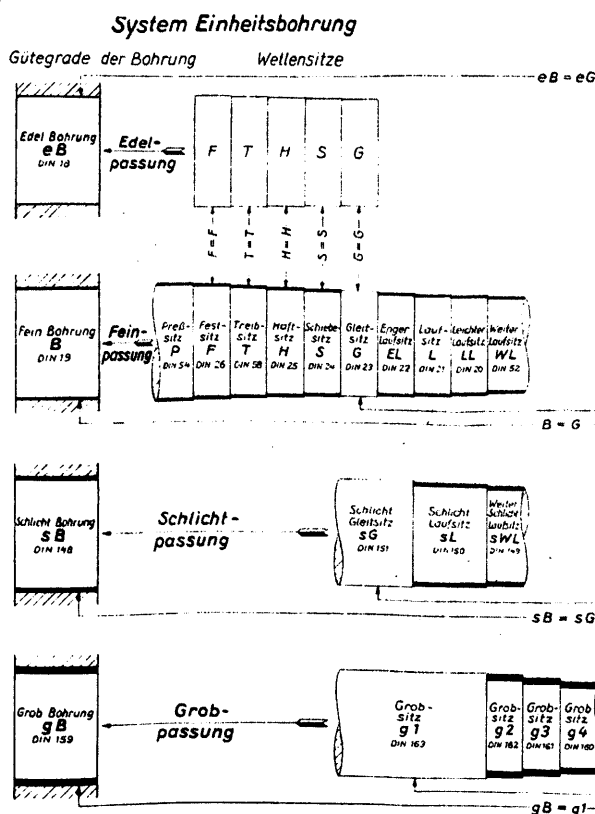 System Einheitsbohrung
Gütegrade der Bohrung
Wellensitze
eB = eG
Edel Bohrung
eB
DIN 18
Edel-
passung
F
T
H
S
G
F=F
T=T
H=H
S=S
G=G
Fein Bohrung
B
DIN 19
Fein-
passung
Preß-
sitz
P
DIN 54
Fest-
sitz
F
DIN 26
Treib-
sitz
T
DIN 58
Haft-
sitz
H
DIN 25
Schiebe-
sitz
S
DIN 24
Gleit-
sitz
G
DIN 23
Enger
Laufsitz
EL
DIN 22
Lauf-
sitz
L
DIN 21
Leichter
Laufsitz
LL
DIN 20
Weiter
Laufsitz
WL
DIN 52
B = G
Schlicht Bohrung
sB
DIN 148
Schlicht-
passung
Schlicht
Gleitsitz
sG
DIN 151
Schlicht
Laufsitz
sL
DIN 150
Weiter
Schlicht
Laufsitz
sWL
DIN 149
sB = sG
Grob Bohrung
gB
DIN 159
Grob-
passung
Grob-
sitz
g1
DIN 163
Grob-
sitz
g2
DIN 162
Grob-
sitz
g3
DIN 161
Grob
sitz
g4
DIN 160
gB = g1